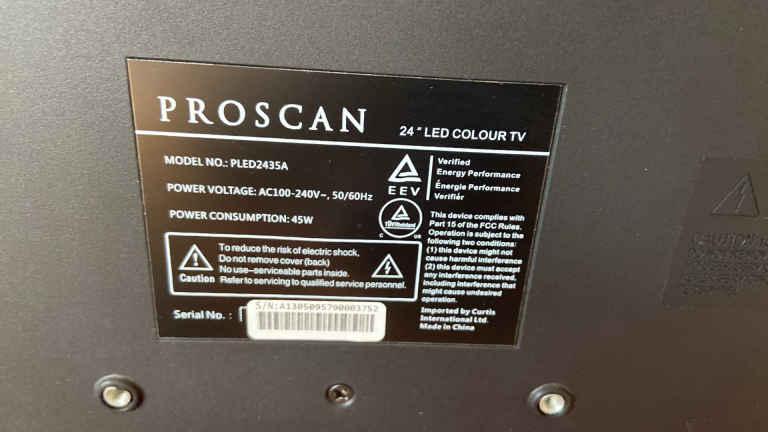 PROSCAN
24" LED COLOUR TV
MODEL NO.: PLED2435A
POWER VOLTAGE: AC100-240V~, 50/60Hz
POWER CONSUMPTION: 45W
EEV
Verified
Energy Performance
Énergie Performance
Verifiér
TÜVRheinland
C US
This device complies with
Part 15 of the FCC Rules.
Operation is subject to the
following two conditions:
(1) this device might not
cause harmful interference
(2) this device must accept
any interference received,
including interference that
might cause undesired
operation.
Imported by Curtis
International Ltd.
Made in China
Caution
To reduce the risk of electric shock,
Do not remove cover (back)
No use-serviceable parts inside.
Refer to servicing to qualified service personnel.
Serial No. :
S/N:A1305095790003752
CAUTION